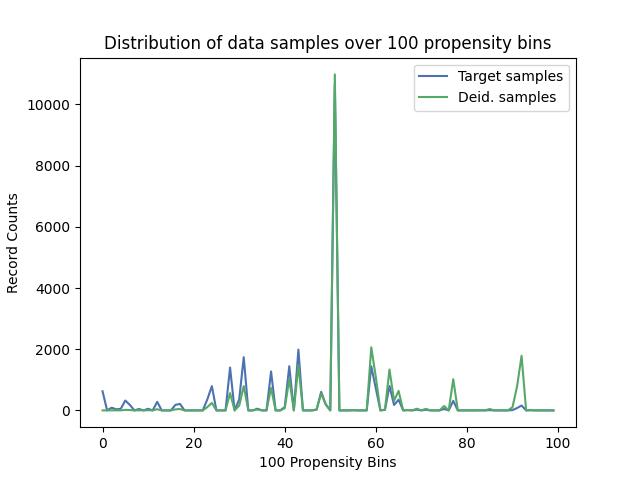 Distribution of data samples over 100 propensity bins
Target samples
Deid. samples
10000
8000
6000
4000
2000
0
Record Counts
0 20 40 60 80 100
100 Propensity Bins